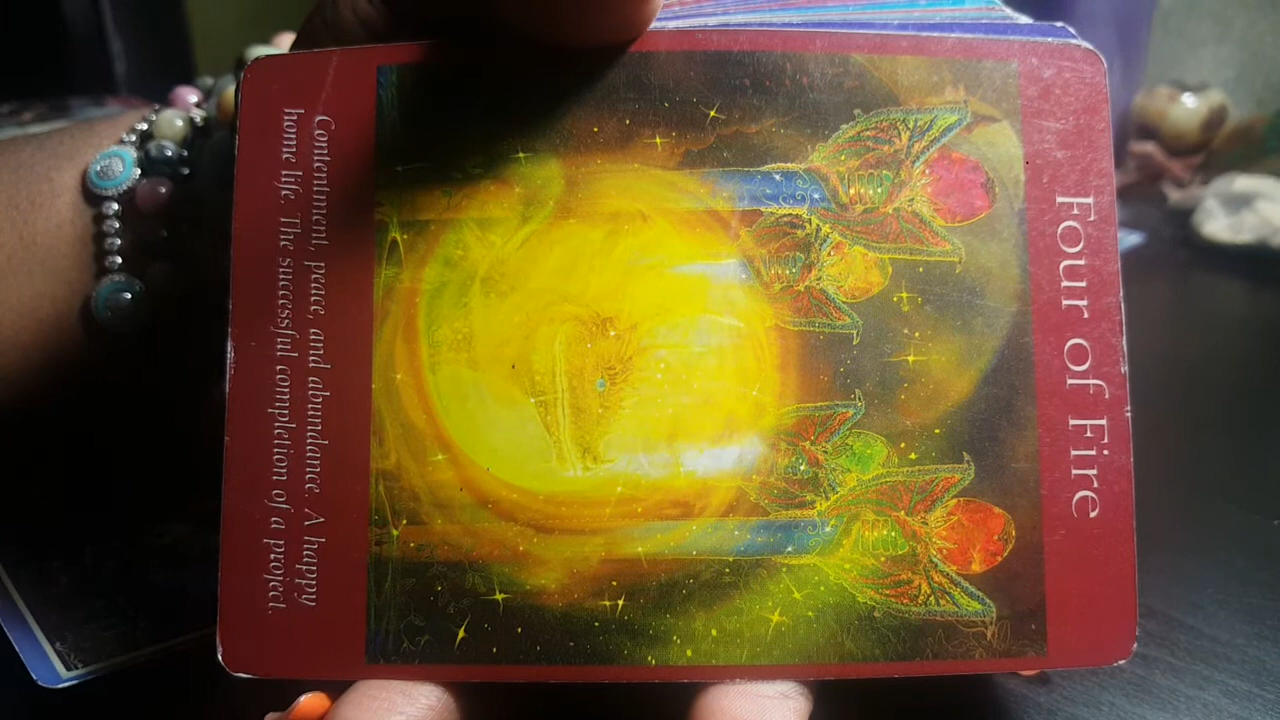 Four of Fire
Contentment, peace, and abundance. A happy
home life. The successful completion of a project.